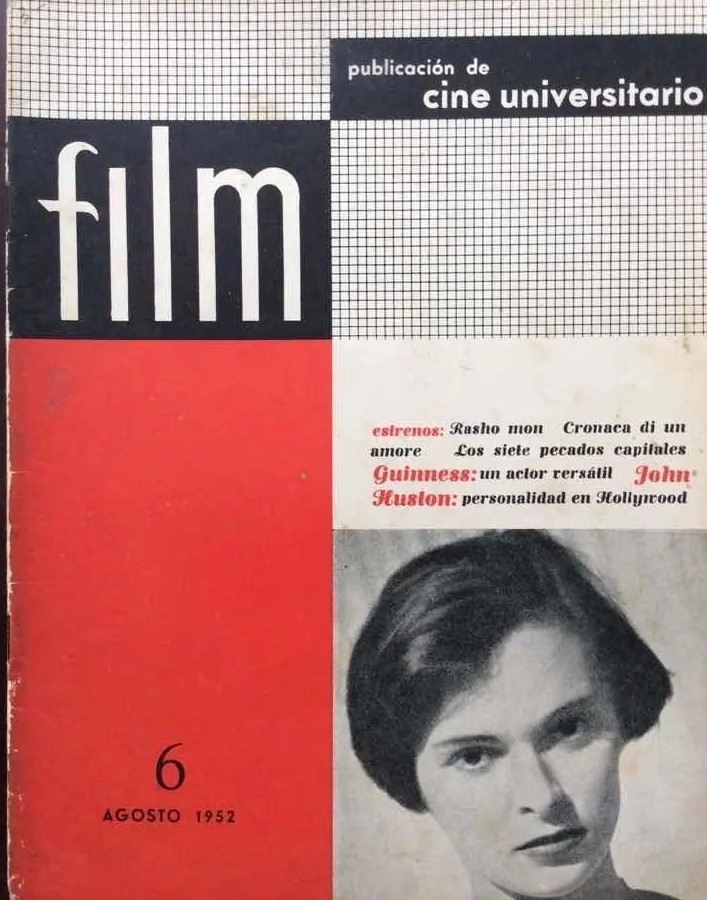 publicación de
cine universitario
film
estrenos: Rasho mon Cronaca di un
amore Los siete pecados capitales
Guinness: un actor versátil John
Huston: personalidad en Hollywood
6
AGOSTO 1952